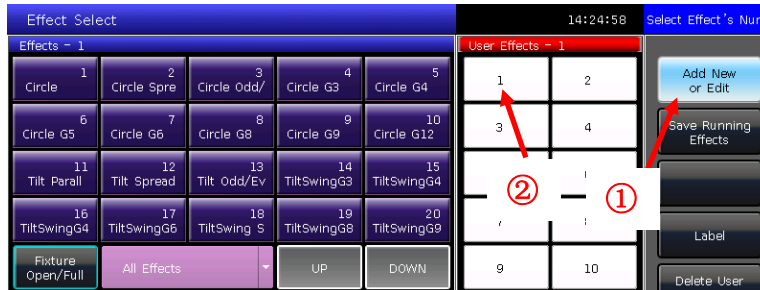 Effect Select
14:24:58
Select Effect's Nur
Effects - 1
User Effects - 1
1
Circle
2
Circle Spre
3
Circle Odd/
4
Circle G3
5
Circle G4
1
2
Add New
or Edit
6
Circle G5
7
Circle G6
8
Circle G8
9
Circle G9
10
Circle G12
3
4
Save Running
Effects
11
Tilt Parall
12
Tilt Spread
13
Tilt Odd/Ev
14
TiltSwingG3
15
TiltSwingG4
②
①
16
TiltSwingG4
17
TiltSwingG6
18
TiltSwing S
19
TiltSwingG8
20
TiltSwingG9
Label
Fixture
Open/Full
All Effects
UP
DOWN
9
10
Delete User